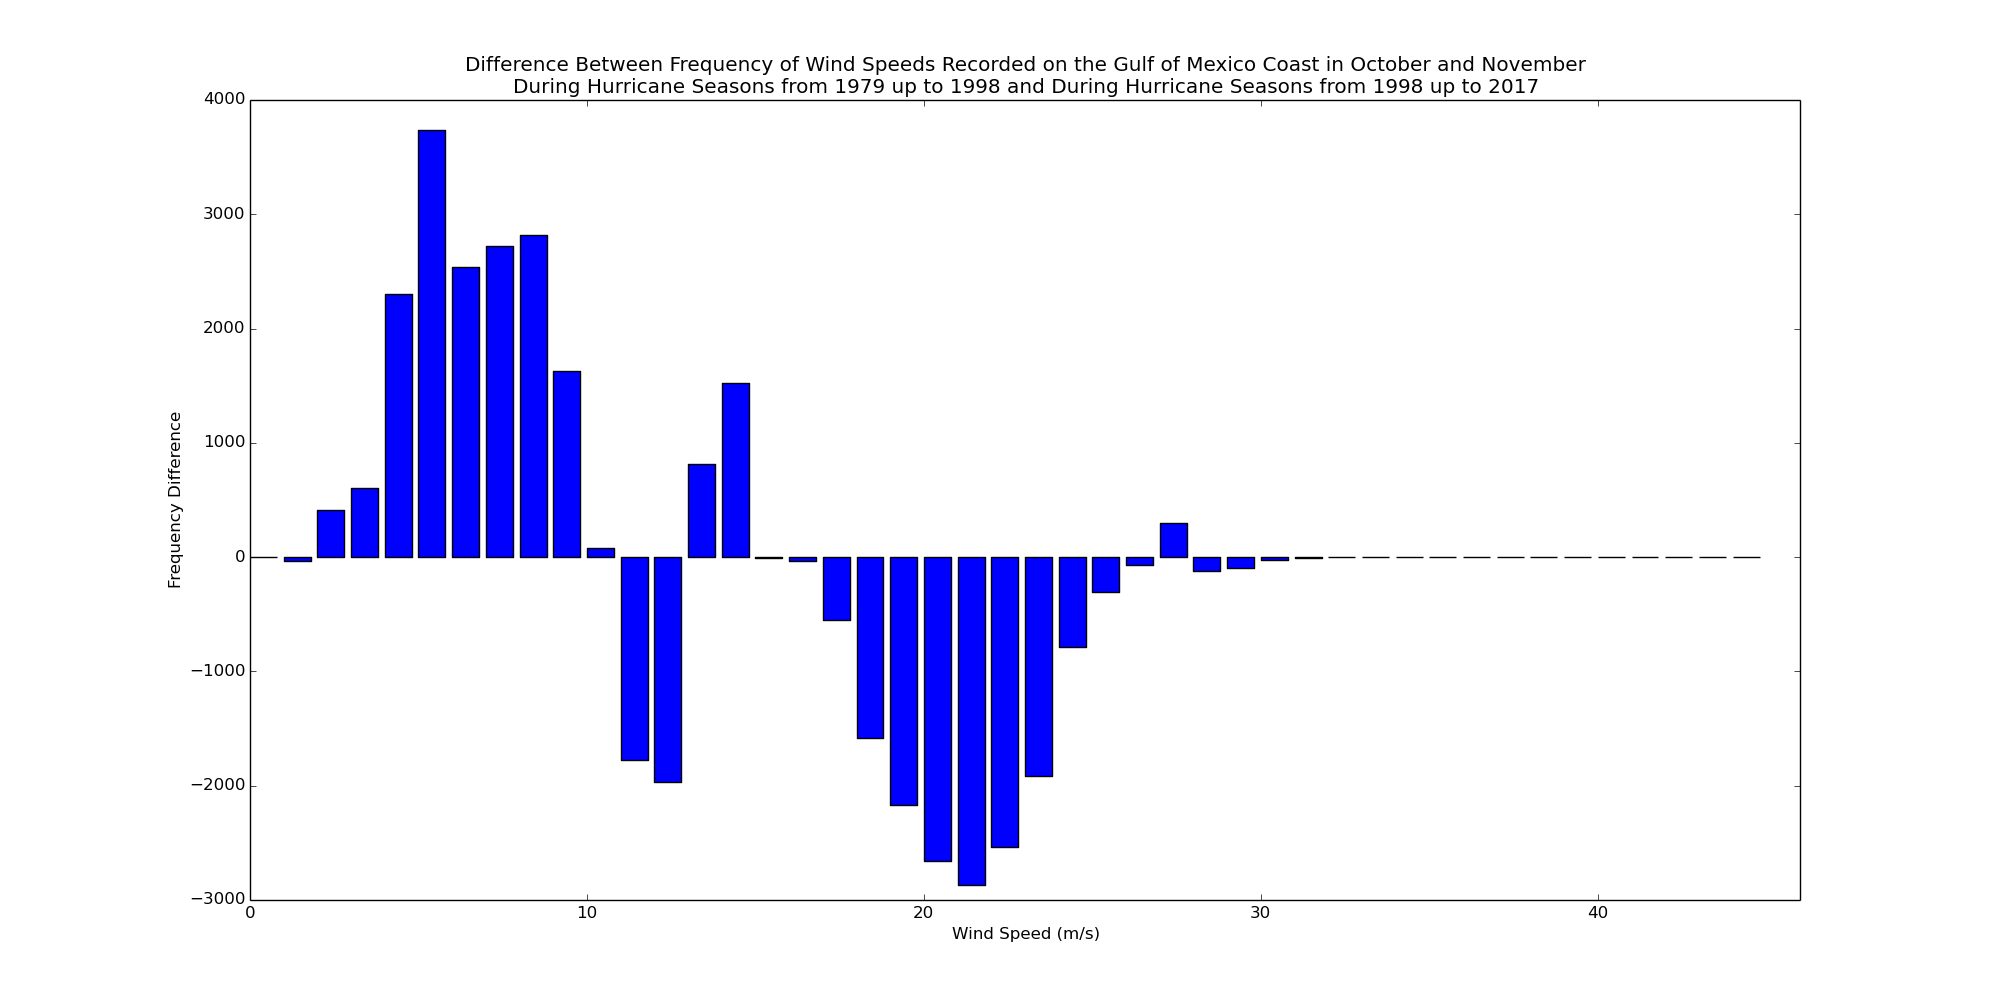 Difference Between Frequency of Wind Speeds Recorded on the Gulf of Mexico Coast in October and November
During Hurricane Seasons from 1979 up to 1998 and During Hurricane Seasons from 1998 up to 2017
4000
3000
2000
1000
0
−1000
−2000
−3000
Frequency Difference
0 10 20 30 40
Wind Speed (m/s)